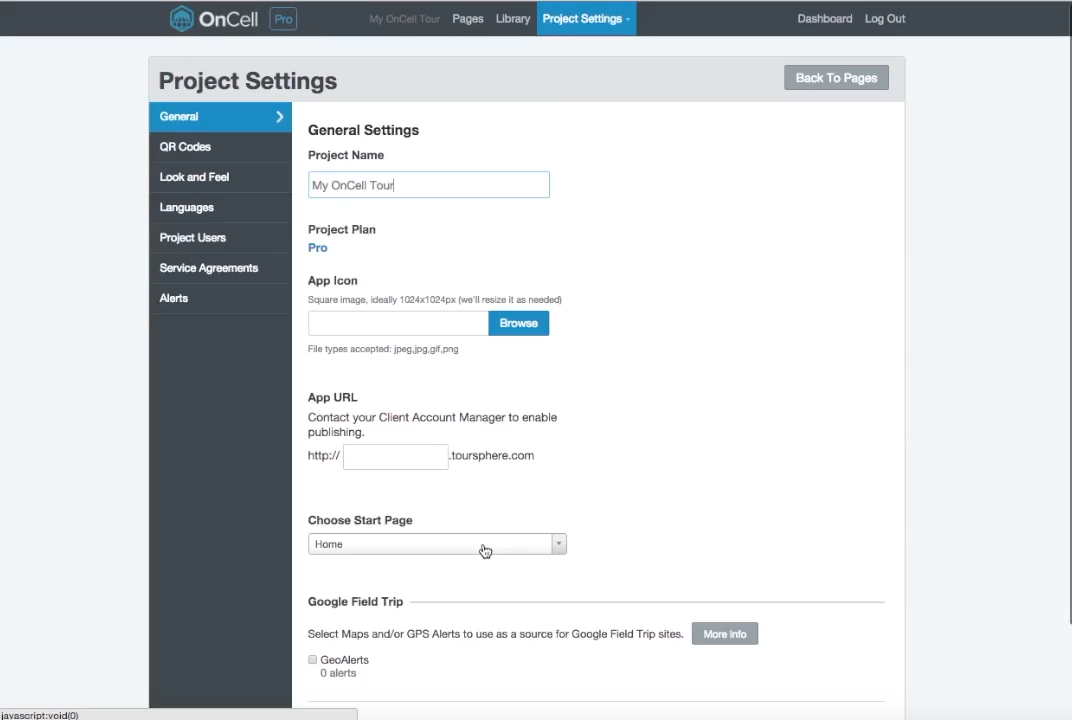 OnCell Pro My OnCell Tour Pages Library Project Settings Dashboard Log Out
Project Settings
Back To Pages
General
QR Codes
Look and Feel
Languages
Project Users
Service Agreements
Alerts
General Settings
Project Name
My OnCell Tour
Project Plan
Pro
App Icon
Square image, ideally 1024x1024px (we'll resize it as needed)
Browse
File types accepted: jpeg,jpg,gif,png
App URL
Contact your Client Account Manager to enable
publishing.
http:// .toursphere.com
Choose Start Page
Home
Google Field Trip
Select Maps and/or GPS Alerts to use as a source for Google Field Trip sites. More info
GeoAlerts
0 alerts
javascript:void(0)